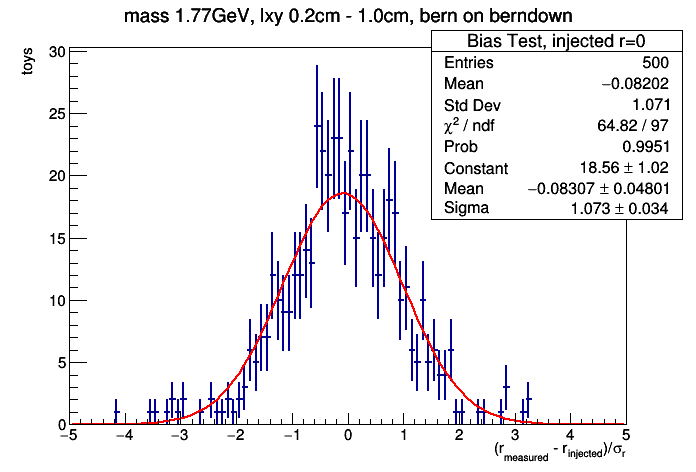 mass 1.77GeV, lxy 0.2cm - 1.0cm, bern on berndown
Bias Test, injected r=0
Entries 500
Mean −0.08202
Std Dev 1.071
χ² / ndf 64.82 / 97
Prob 0.9951
Constant 18.56 ± 1.02
Mean −0.08307 ± 0.04801
Sigma 1.073 ± 0.034
toys
30
25
20
15
10
5
0
−5 −4 −3 −2 −1 0 1 2 3 4 5
(r_measured - r_injected)/σ_r